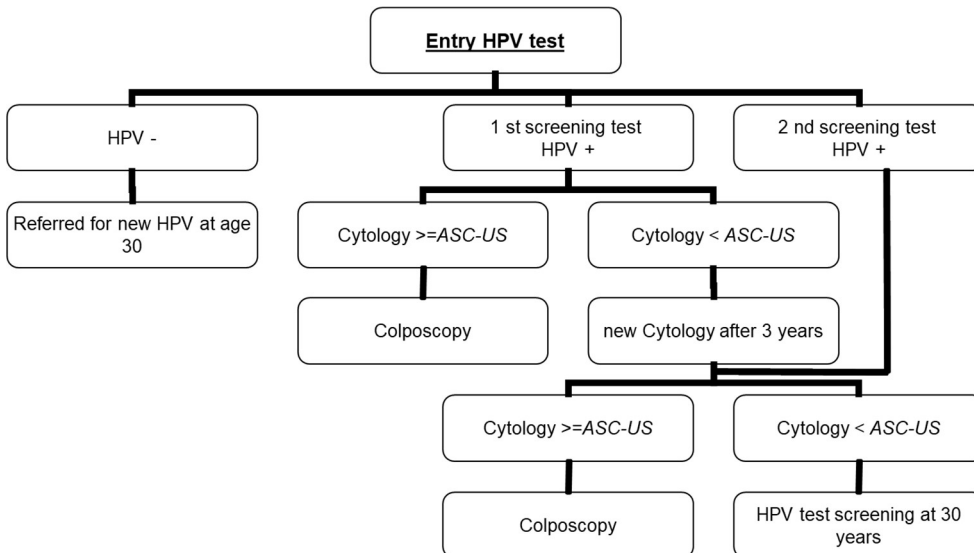 Entry HPV test
HPV -
1 st screening test
HPV +
2 nd screening test
HPV +
Referred for new HPV at age
30
Cytology >=ASC-US
Cytology < ASC-US
Colposcopy
new Cytology after 3 years
Cytology >=ASC-US
Cytology < ASC-US
Colposcopy
HPV test screening at 30
years